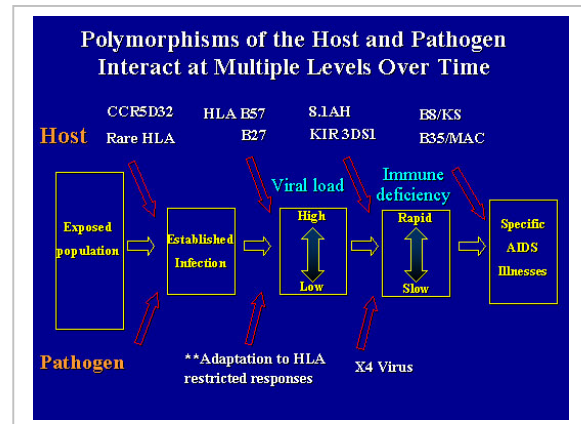 Polymorphisms of the Host and Pathogen
Interact at Multiple Levels Over Time
CCR5D32 HLA B57 8.1AH B8/KS
Host Rare HLA B27 KIR 3DS1 B35/MAC
Viral load Immune
deficiency
Exposed
population
Established
Infection
High
Low
Rapid
Slow
Specific
AIDS
Illnesses
Pathogen
**Adaptation to HLA
restricted responses
X4 Virus